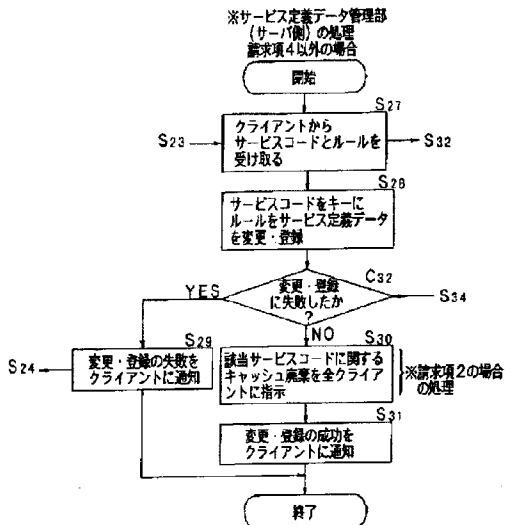 ※サービス定義データ管理部
(サーバ側)の処理
請求項4以外の場合
開始
S27
クライアントから
サービスコードとルールを
受け取る
S23
S32
S28
サービスコードをキーに
ルールをサービス定義データ
を変更・登録
C32
変更・登録
に失敗したか
?
YES
S34
NO
S29
変更・登録の失敗を
クライアントに通知
S24
S30
該当サービスコードに関する
キャッシュ廃棄を全クライ
アントに指示
※請求項2の場合
の処理
S31
変更・登録の成功を
クライアントに通知
終了